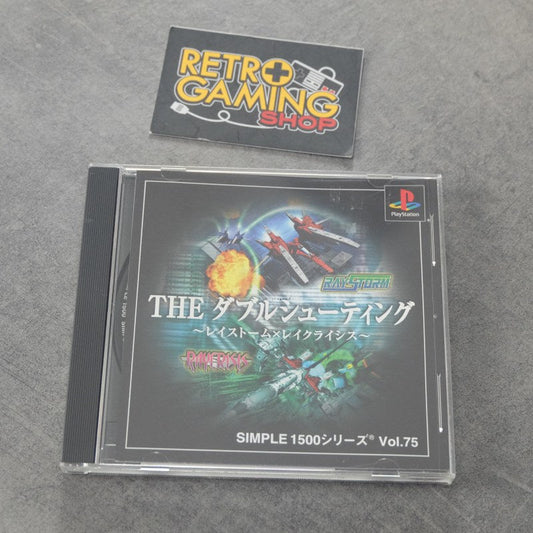 RETRO
GAMING
SHOP
PlayStation
RAYSTORM
THE ダブルシューティング
～レイストーム×レイクライシス～
RAYCRISIS
SIMPLE 1500シリーズ® Vol.75